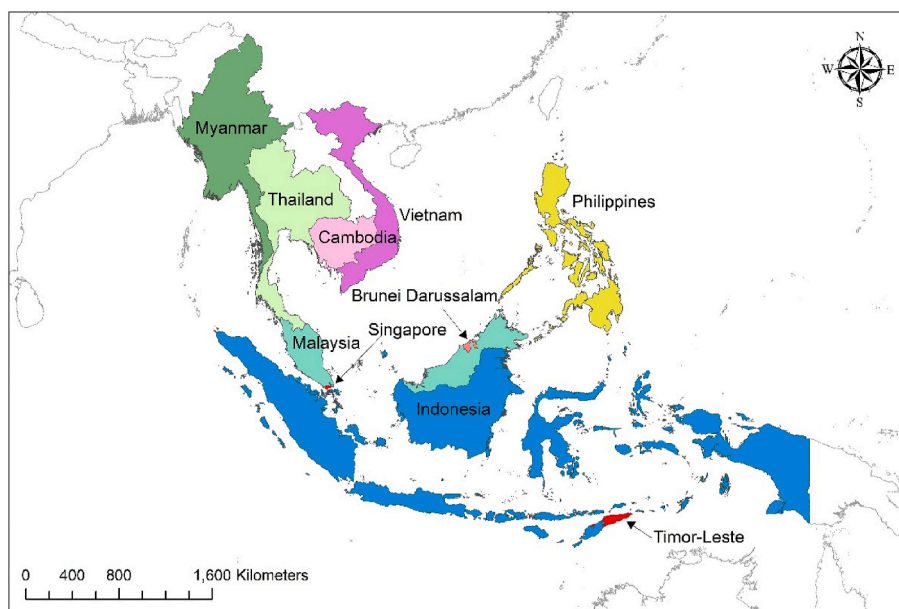 N
W E
S
Myanmar
Thailand
Vietnam
Cambodia
Philippines
Brunei Darussalam
Singapore
Malaysia
Indonesia
Timor-Leste
0 400 800 1,600 Kilometers